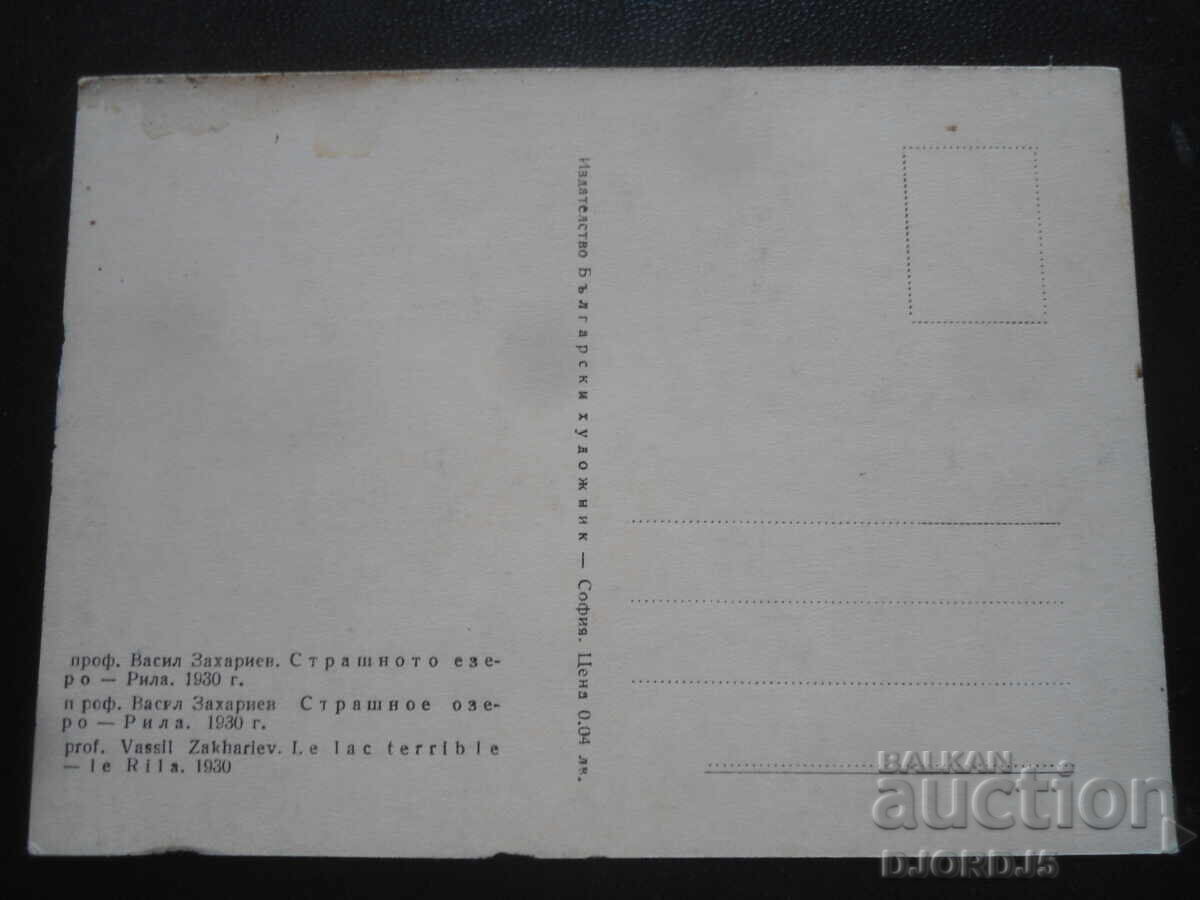 проф. Васил Захариев. Страшното езе-
ро — Рила. 1930 г.
проф. Васил Захариев Страшное озе-
ро — Рила. 1930 г.
prof. Vassil Zakhariev. Le lac terrible
— le Rila. 1930
Издателство Български художник — София. Цена 0.04 лв.
BALKAN
auction
DJORDJ5